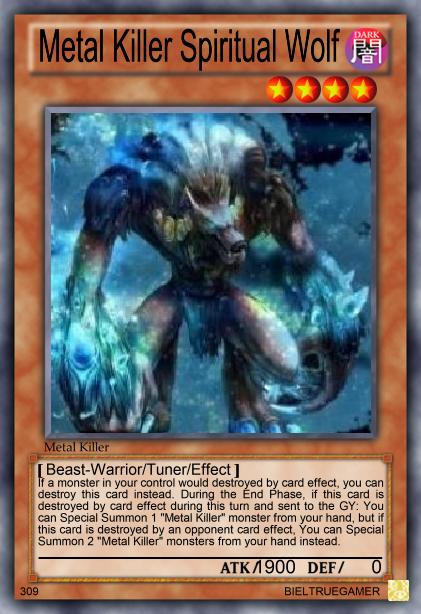 Metal Killer Spiritual Wolf
DARK
闇
Metal Killer
[ Beast-Warrior/Tuner/Effect ]
If a monster in your control would destroyed by card effect, you can
destroy this card instead. During the End Phase, if this card is
destroyed by card effect during this turn and sent to the GY: You
can Special Summon 1 "Metal Killer" monster from your hand, but if
this card is destroyed by an opponent card effect, You can Special
Summon 2 "Metal Killer" monsters from your hand instead.
ATK/1900 DEF/ 0
309 BIELTRUEGAMER